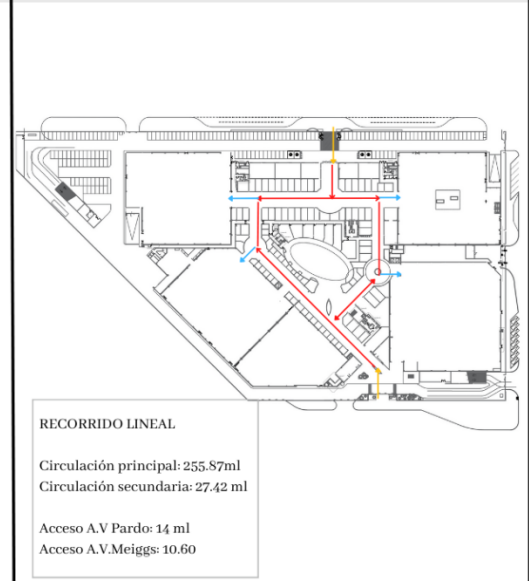 RECORRIDO LINEAL
Circulación principal: 255.87ml
Circulación secundaria: 27.42 ml
Acceso A.V Pardo: 14 ml
Acceso A.V.Meiggs: 10.60